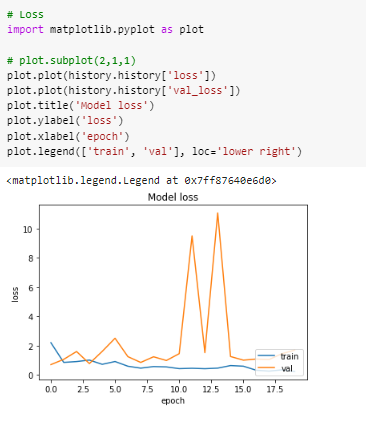 # Loss
import matplotlib.pyplot as plot
# plot.subplot(2,1,1)
plot.plot(history.history['loss'])
plot.plot(history.history['val_loss'])
plot.title('Model loss')
plot.ylabel('loss')
plot.xlabel('epoch')
plot.legend(['train', 'val'], loc='lower right')
<matplotlib.legend.Legend at 0x7ff87640e6d0>
Model loss
10
8
6
4
2
0
loss
train
val
0.0 2.5 5.0 7.5 10.0 12.5 15.0 17.5
epoch